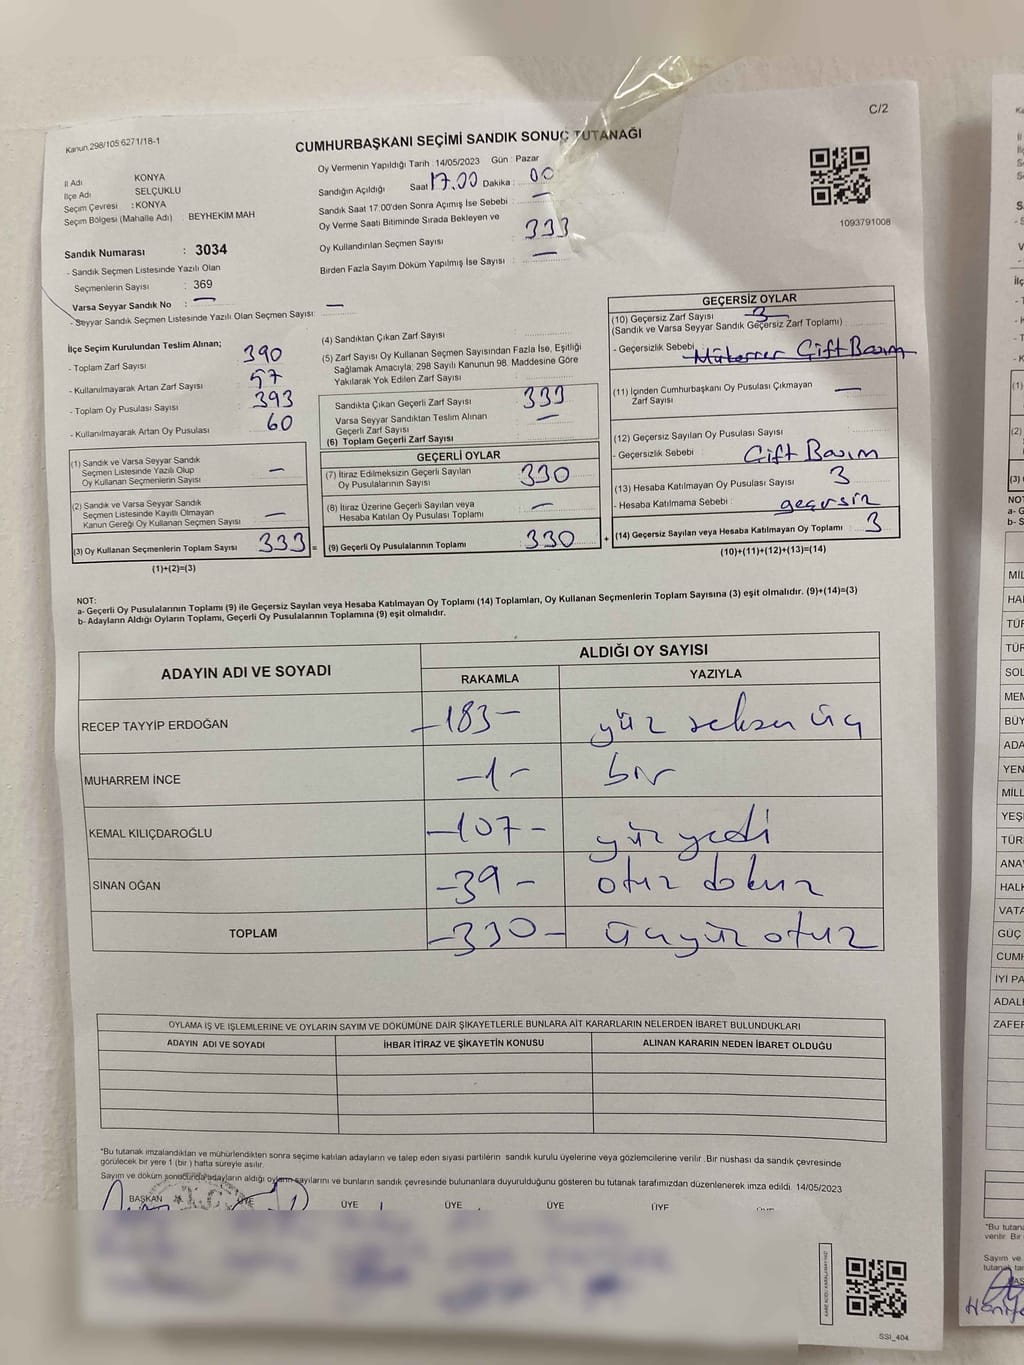 C/2
Kanun.298/105.6271/18-1
CUMHURBAŞKANI SEÇİMİ SANDIK SONUÇ TUTANAĞI
İl Adı KONYA
İlçe Adı SELÇUKLU
Seçim Çevresi : KONYA
Seçim Bölgesi (Mahalle Adı) : BEYHEKİM MAH
Oy Vermenin Yapıldığı Tarih : 14/05/2023 Gün : Pazar
Sandığın Açıldığı Saat 17.00 Dakika : 00
Sandık Saat 17.00'den Sonra Açımış İse Sebebi : —
Oy Verme Saati Bitiminde Sırada Bekleyen ve
Oy Kullandırılan Seçmen Sayısı 333
Birden Fazla Sayım Döküm Yapılmış İse Sayısı : —
1093791008
Sandık Numarası : 3034
- Sandık Seçmen Listesinde Yazılı Olan
Seçmenlerin Sayısı : 369
Varsa Seyyar Sandık No : —
- Seyyar Sandık Seçmen Listesinde Yazılı Olan Seçmen Sayısı: —
İlçe Seçim Kurulundan Teslim Alınan;
- Toplam Zarf Sayısı 390
- Kullanılmayarak Artan Zarf Sayısı : 57
- Toplam Oy Pusulası Sayısı 393
- Kullanılmayarak Artan Oy Pusulası 60
(1) Sandık ve Varsa Seyyar Sandık
Seçmen Listesinde Yazılı Olup
Oy Kullanan Seçmenlerin Sayısı : —
(2) Sandık ve Varsa Seyyar Sandık
Seçmen Listesinde Kayıtlı Olmayan
Kanun Gereği Oy Kullanan Seçmen Sayısı : —
(3) Oy Kullanan Seçmenlerin Toplam Sayısı 333 =
(1)+(2)=(3)
(4) Sandıktan Çıkan Zarf Sayısı
(5) Zarf Sayısı Oy Kullanan Seçmen Sayısından Fazla İse, Eşitliği
Sağlamak Amacıyla; 298 Sayılı Kanunun 98. Maddesine Göre
Yakılarak Yok Edilen Zarf Sayısı
Sandıkta Çıkan Geçerli Zarf Sayısı : 333
Varsa Seyyar Sandıktan Teslim Alınan
Geçerli Zarf Sayısı —
(6) Toplam Geçerli Zarf Sayısı
GEÇERLİ OYLAR
(7) İtiraz Edilmeksizin Geçerli Sayılan
Oy Pusulasının Sayısı : 330
(8) İtiraz Üzerine Geçerli Sayılan veya
Hesaba Katılan Oy Pusulası Toplamı : —
(9) Geçerli Oy Pusulalarının Toplamı : 330 +
GEÇERSİZ OYLAR
(10) Geçersiz Zarf Sayısı 3
(Sandık ve Varsa Seyyar Sandık Geçersiz Zarf Toplamı)
- Geçersizlik Sebebi Mükerrer Çift Basım
(11) İçinden Cumhurbaşkanı Oy Pusulası Çıkmayan
Zarf Sayısı —
(12) Geçersiz Sayılan Oy Pusulası Sayısı
- Geçersizlik Sebebi Çift Basım
(13) Hesaba Katılmayan Oy Pusulası Sayısı 3
- Hesaba Katılmama Sebebi : geçersiz
(14) Geçersiz Sayılan veya Hesaba Katılmayan Oy Toplamı : 3
(10)+(11)+(12)+(13)=(14)
NOT:
a- Geçerli Oy Pusulalarının Toplamı (9) ile Geçersiz Sayılan veya Hesaba Katılmayan Oy Toplamı (14) Toplamları, Oy Kullanan Seçmenlerin Toplam Sayısına (3) eşit olmalıdır. (9)+(14)=(3)
b- Adayların Aldığı Oyların Toplamı, Geçerli Oy Pusulalarının Toplamına (9) eşit olmalıdır.
ADAYIN ADI VE SOYADI ALDIĞI OY SAYISI
RAKAMLA YAZIYLA
RECEP TAYYİP ERDOĞAN -183- yüz seksen üç
MUHARREM İNCE -1- bir
KEMAL KILIÇDAROĞLU -107- yüz yedi
SİNAN OĞAN -39- otuz dokuz
TOPLAM -330- üçyüz otuz
OYLAMA İŞ VE İŞLEMLERİNE VE OYLARIN SAYIM VE DÖKÜMÜNE DAİR ŞİKAYETLERLE BUNLARA AİT KARARLARIN NELERDEN İBARET BULUNDUKLARI
ADAYIN ADI VE SOYADI İHBAR İTİRAZ VE ŞİKAYETİN KONUSU ALINAN KARARIN NEDEN İBARET OLDUĞU
*Bu tutanak imzalandıktan ve mühürlendikten sonra seçime katılan adayların ve talep eden siyasi partilerin sandık kurulu üyelerine veya gözlemcilerine verilir. Bir nüshası da sandık çevresinde
görülecek bir yere 1 (bir ) hafta süreyle asılır.
Sayım ve döküm sonucunda adayların aldığı oyların sayılarını ve bunların sandık çevresinde bulunanlara duyurulduğunu gösteren bu tutanak tarafımızdan düzenlenerek imza edildi. 14/05/2023
BAŞKAN ÜYE ÜYE ÜYE ÜYE ÜYE ÜYE
T.C.
SSI_404